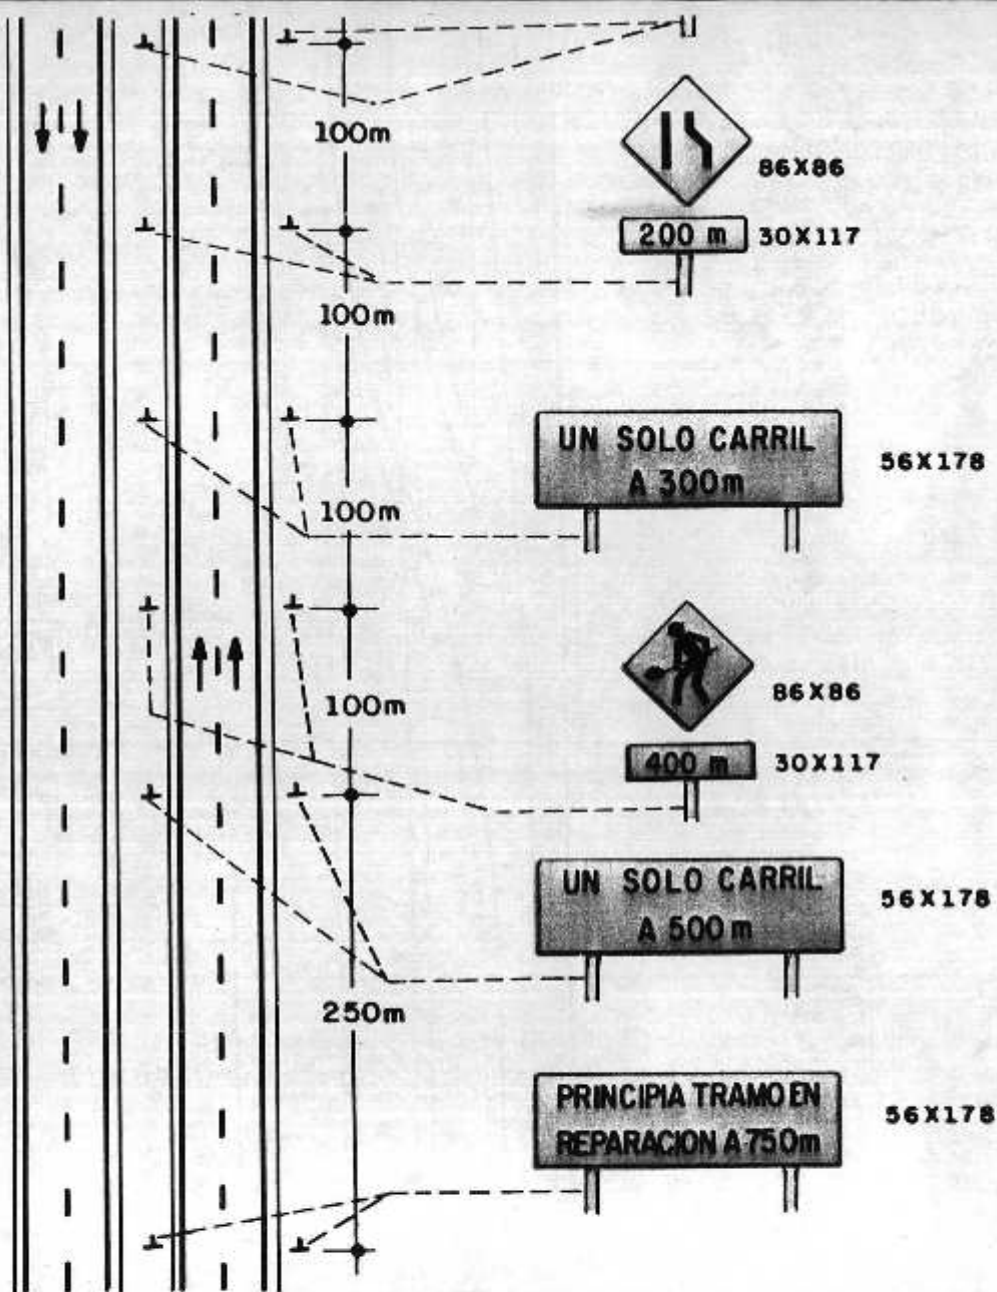 100m
86X86
200 m
30X117
100m
UN SOLO CARRIL
A 300m
56X178
100m
100m
86X86
400 m
30X117
UN SOLO CARRIL
A 500m
56X178
250m
PRINCIPIA TRAMO EN
REPARACION A 750m
56X178